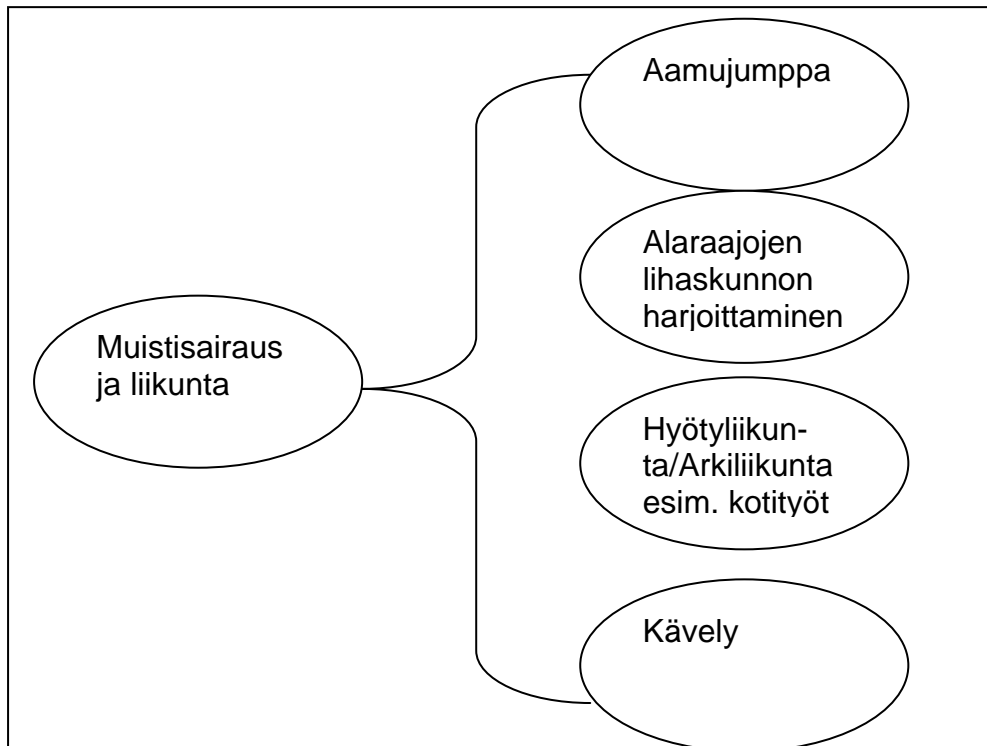 Aamujumppa
Alaraajojen
lihaskunnon
harjoittaminen
Muistisairaus
ja liikunta
Hyötyliikun-
ta/Arkiliikunta
esim. kotityöt
Kävely